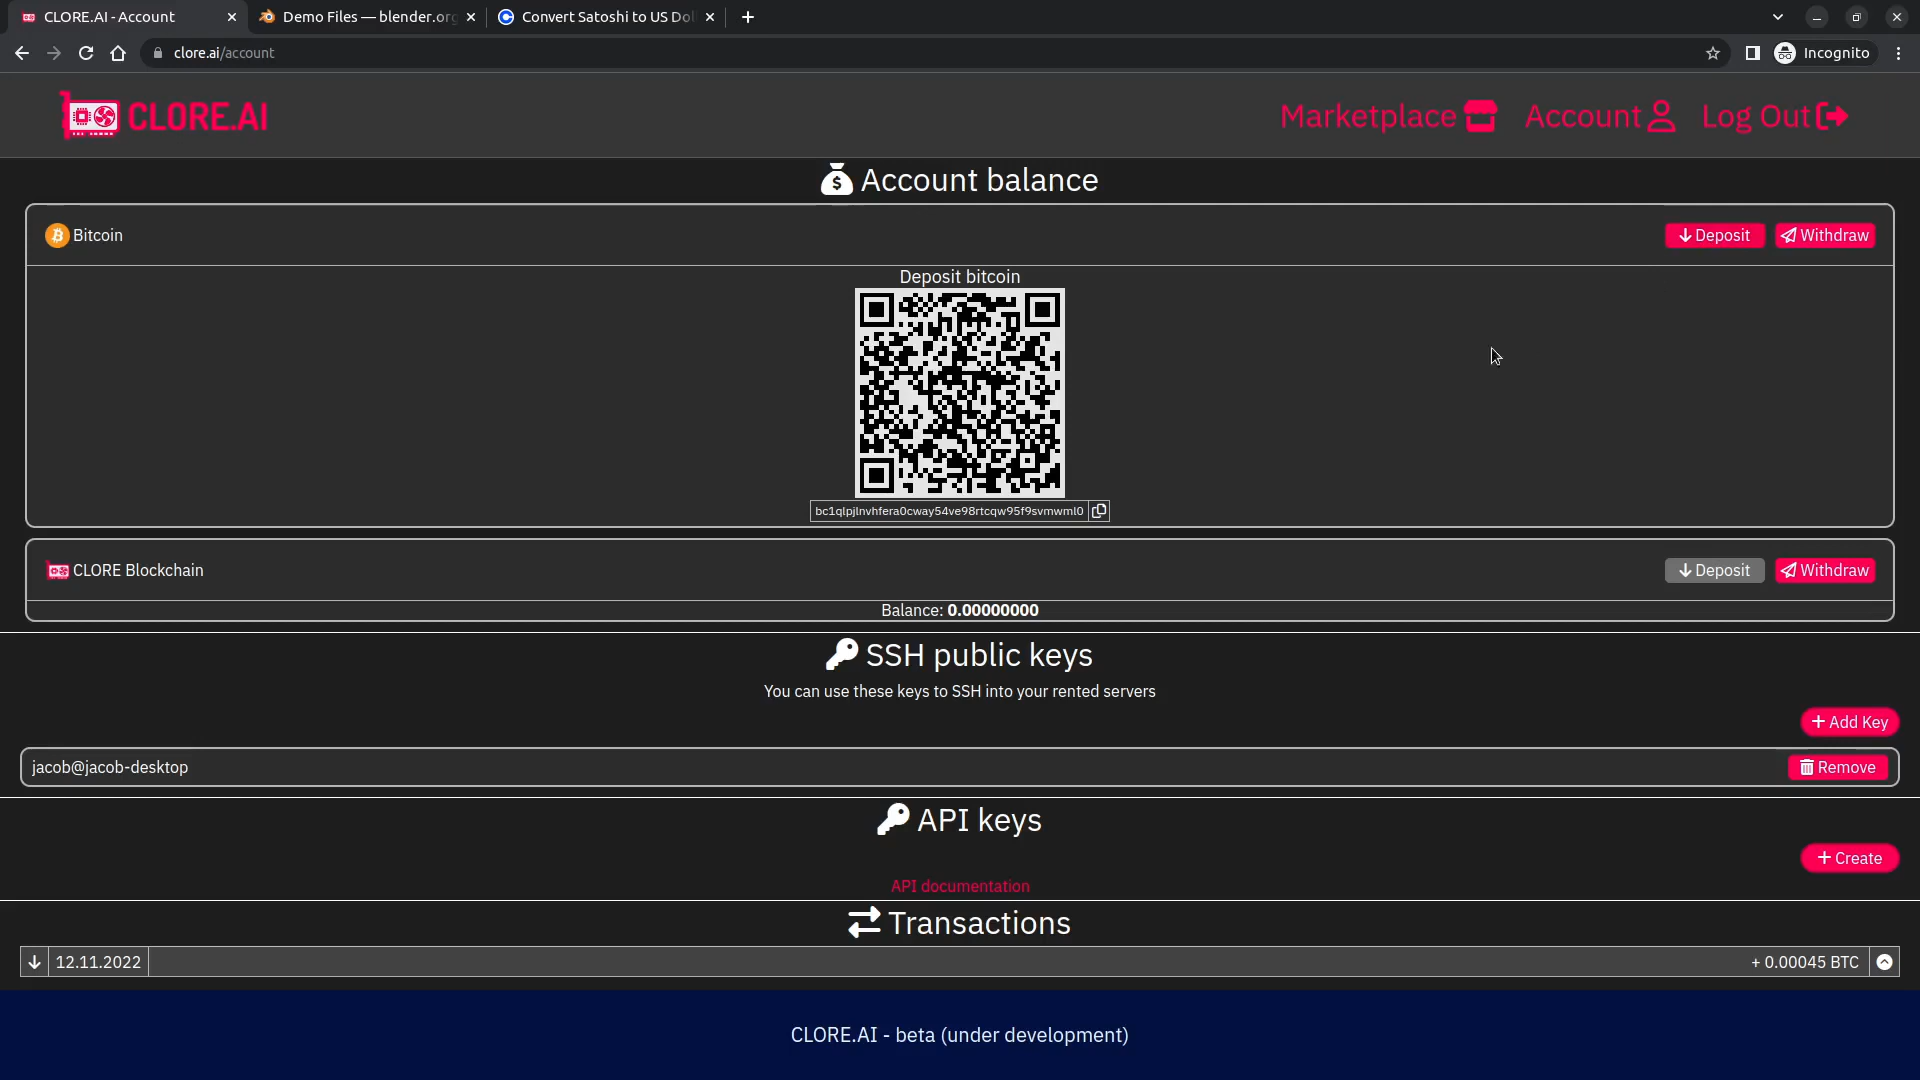 CLORE.AI - Account
Demo Files — blender.org
Convert Satoshi to US Dol
clore.ai/account
Incognito
CLORE.AI
Marketplace
Account
Log Out
Account balance
Bitcoin
Deposit
Withdraw
Deposit bitcoin
bc1qlpjlnvhfera0cway54ve98rtcqw95f9svmwml0
CLORE Blockchain
Deposit
Withdraw
Balance: 0.00000000
SSH public keys
You can use these keys to SSH into your rented servers
+ Add Key
jacob@jacob-desktop
Remove
API keys
+ Create
API documentation
Transactions
12.11.2022
+ 0.00045 BTC
CLORE.AI - beta (under development)